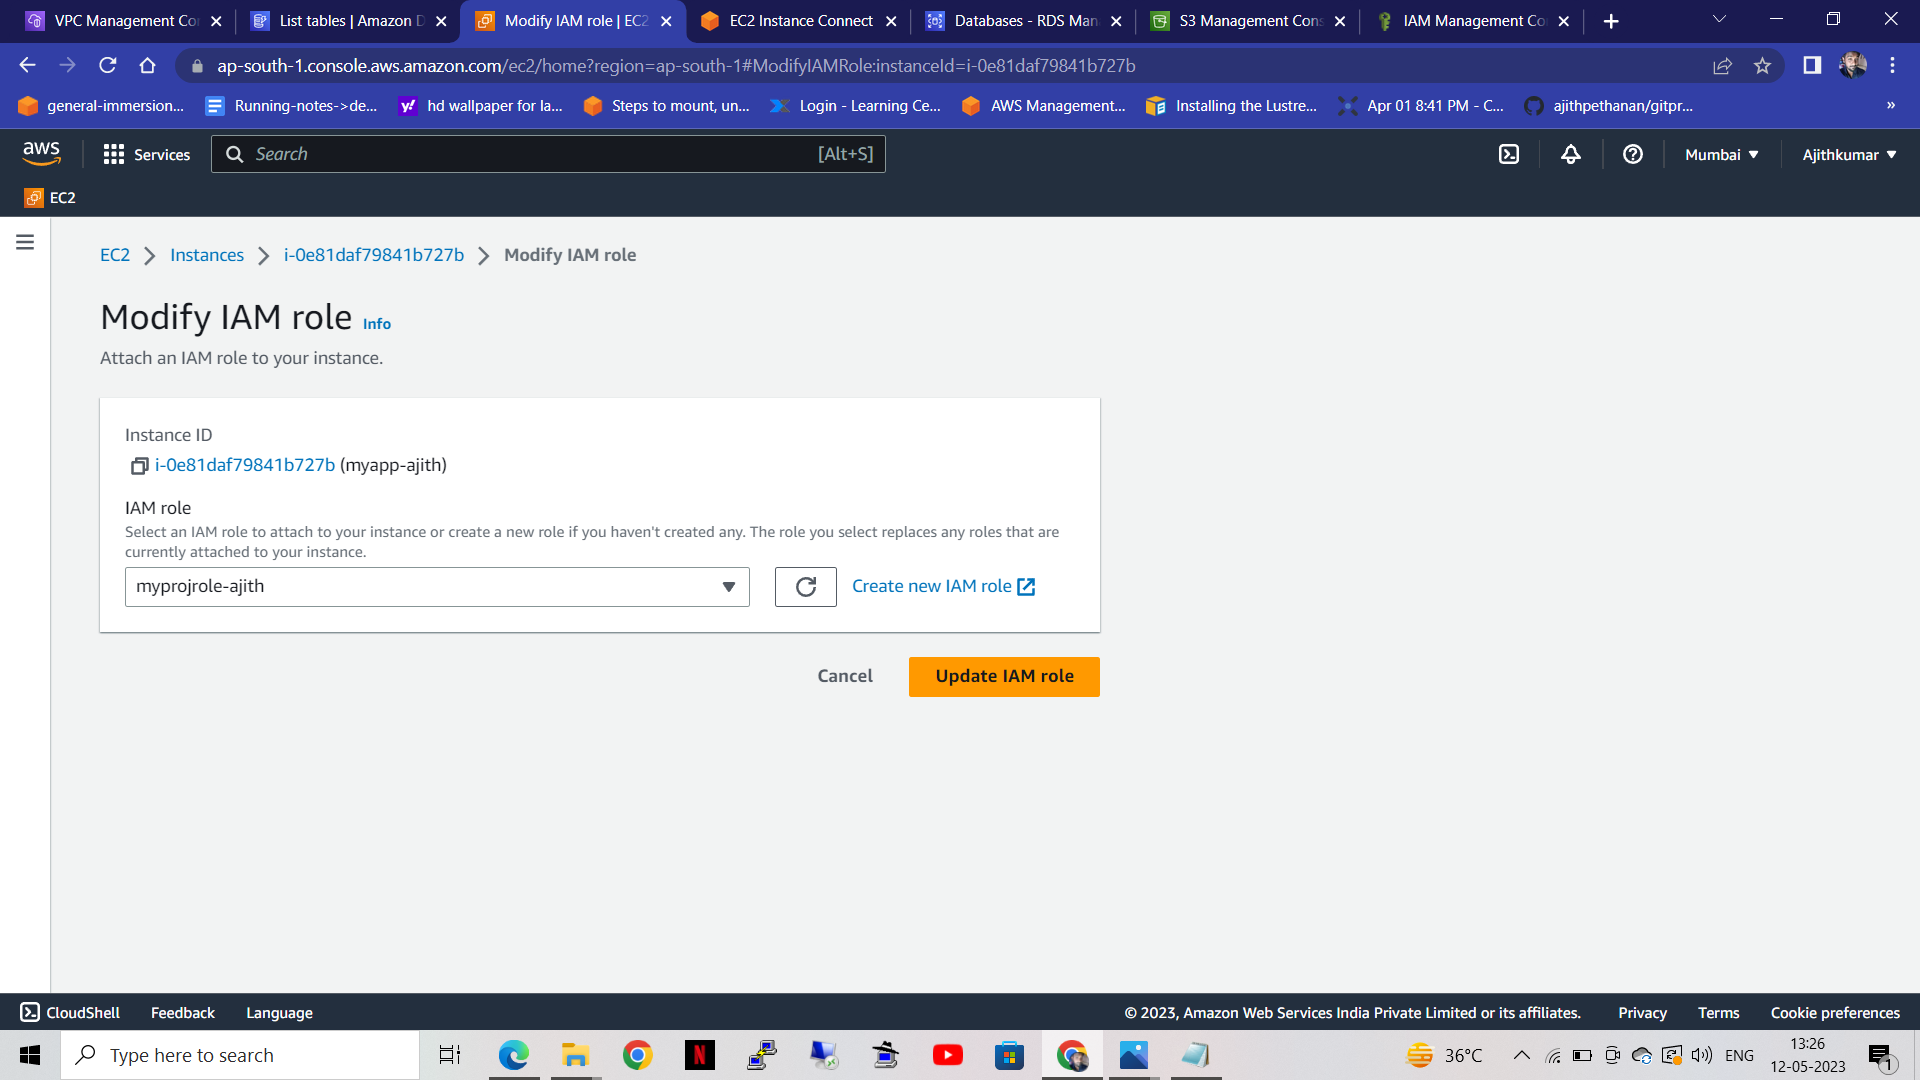 VPC Management Co
List tables | Amazon D
Modify IAM role | EC2
EC2 Instance Connect
Databases - RDS Man
S3 Management Cons
IAM Management Co
ap-south-1.console.aws.amazon.com/ec2/home?region=ap-south-1#ModifyIAMRole:instanceId=i-0e81daf79841b727b
general-immersion...
Running-notes->de...
hd wallpaper for la...
Steps to mount, un...
Login - Learning Ce...
AWS Management...
Installing the Lustre...
Apr 01 8:41 PM - C...
ajithpethanan/gitpr...
»
aws
Services
Search
[Alt+S]
Mumbai
Ajithkumar
EC2
EC2
Instances
i-0e81daf79841b727b
Modify IAM role
Modify IAM role Info
Attach an IAM role to your instance.
Instance ID
i-0e81daf79841b727b (myapp-ajith)
IAM role
Select an IAM role to attach to your instance or create a new role if you haven't created any. The role you select replaces any roles that are
currently attached to your instance.
myprojrole-ajith
Create new IAM role
Cancel
Update IAM role
CloudShell
Feedback
Language
© 2023, Amazon Web Services India Private Limited or its affiliates.
Privacy
Terms
Cookie preferences
Type here to search
N
36°C
ENG
13:26
12-05-2023
1